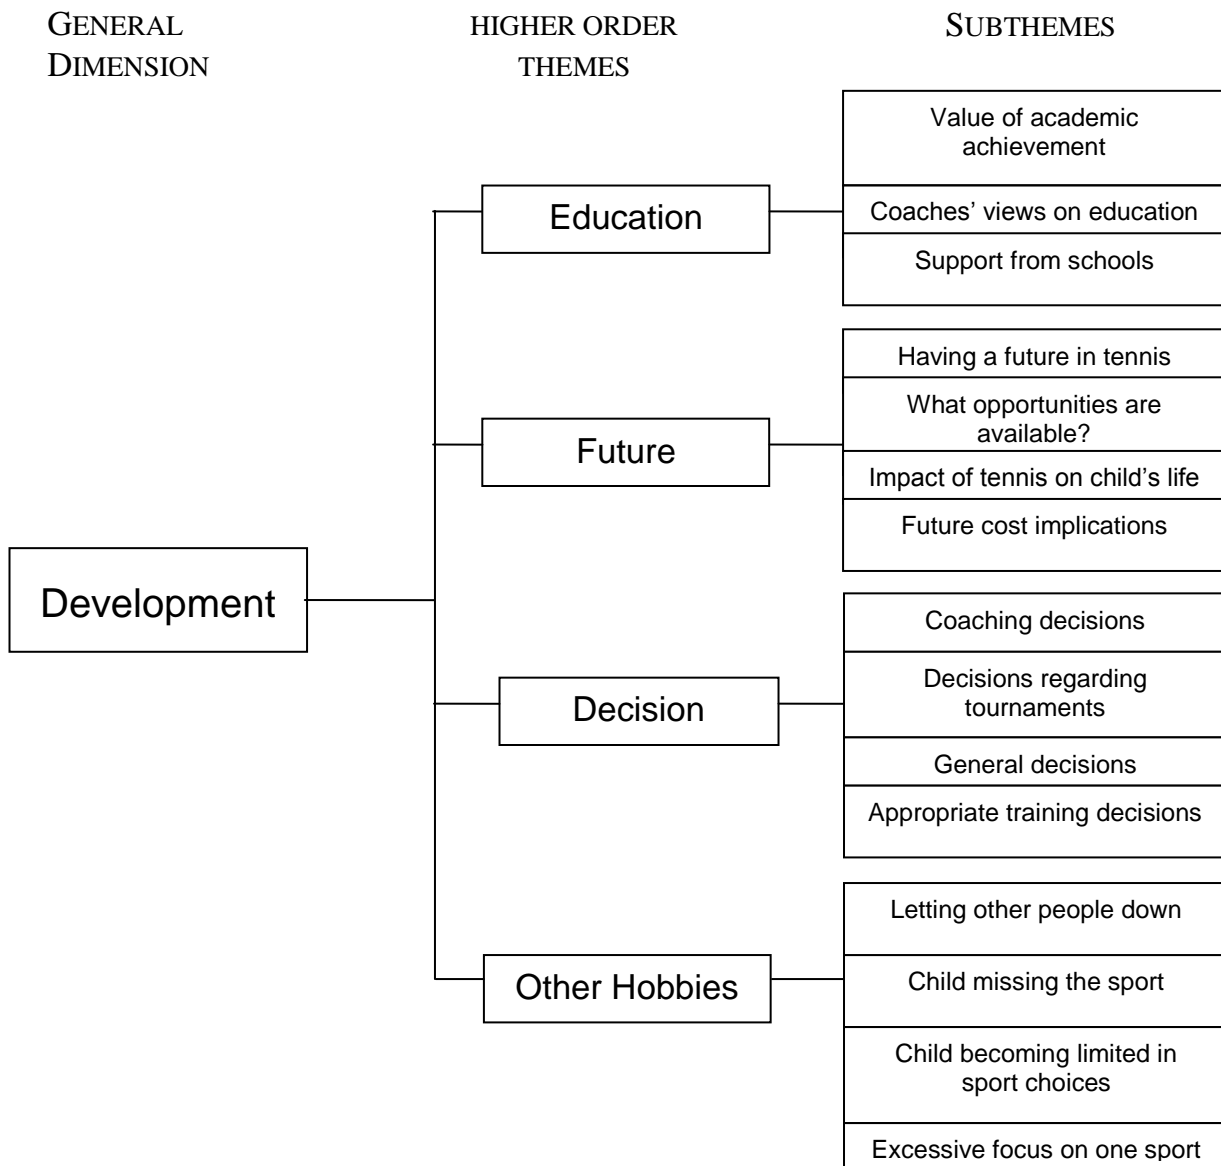 GENERAL
DIMENSION
HIGHER ORDER
THEMES
SUBTHEMES
Development
Education
Value of academic
achievement
Coaches’ views on education
Support from schools
Future
Having a future in tennis
What opportunities are
available?
Impact of tennis on child’s life
Future cost implications
Decision
Coaching decisions
Decisions regarding
tournaments
General decisions
Appropriate training decisions
Other Hobbies
Letting other people down
Child missing the sport
Child becoming limited in
sport choices
Excessive focus on one sport